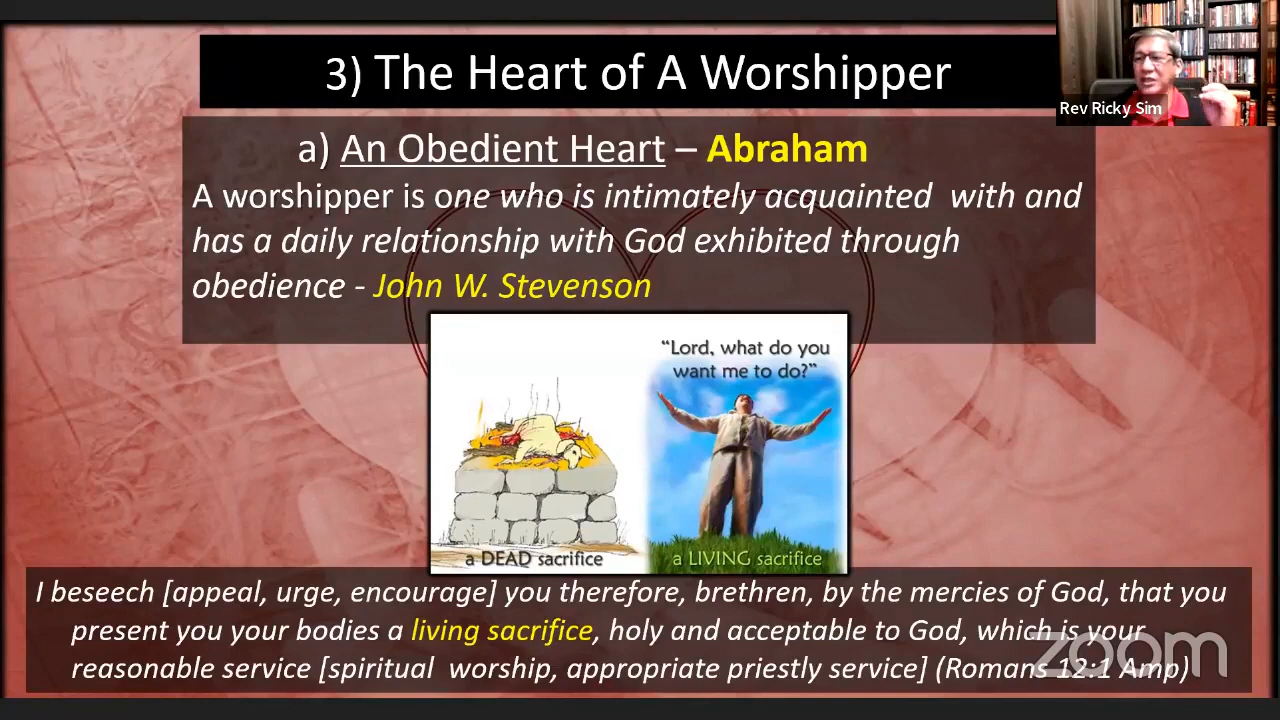 3) The Heart of A Worshipper
Rev Ricky Sim
a) An Obedient Heart – Abraham
A worshipper is one who is intimately acquainted with and
has a daily relationship with God exhibited through
obedience - John W. Stevenson
“Lord, what do you
want me to do?”
a DEAD sacrifice
a LIVING sacrifice
I beseech [appeal, urge, encourage] you therefore, brethren, by the mercies of God, that you
present you your bodies a living sacrifice, holy and acceptable to God, which is your
reasonable service [spiritual worship, appropriate priestly service] (Romans 12:1 Amp)
zoom